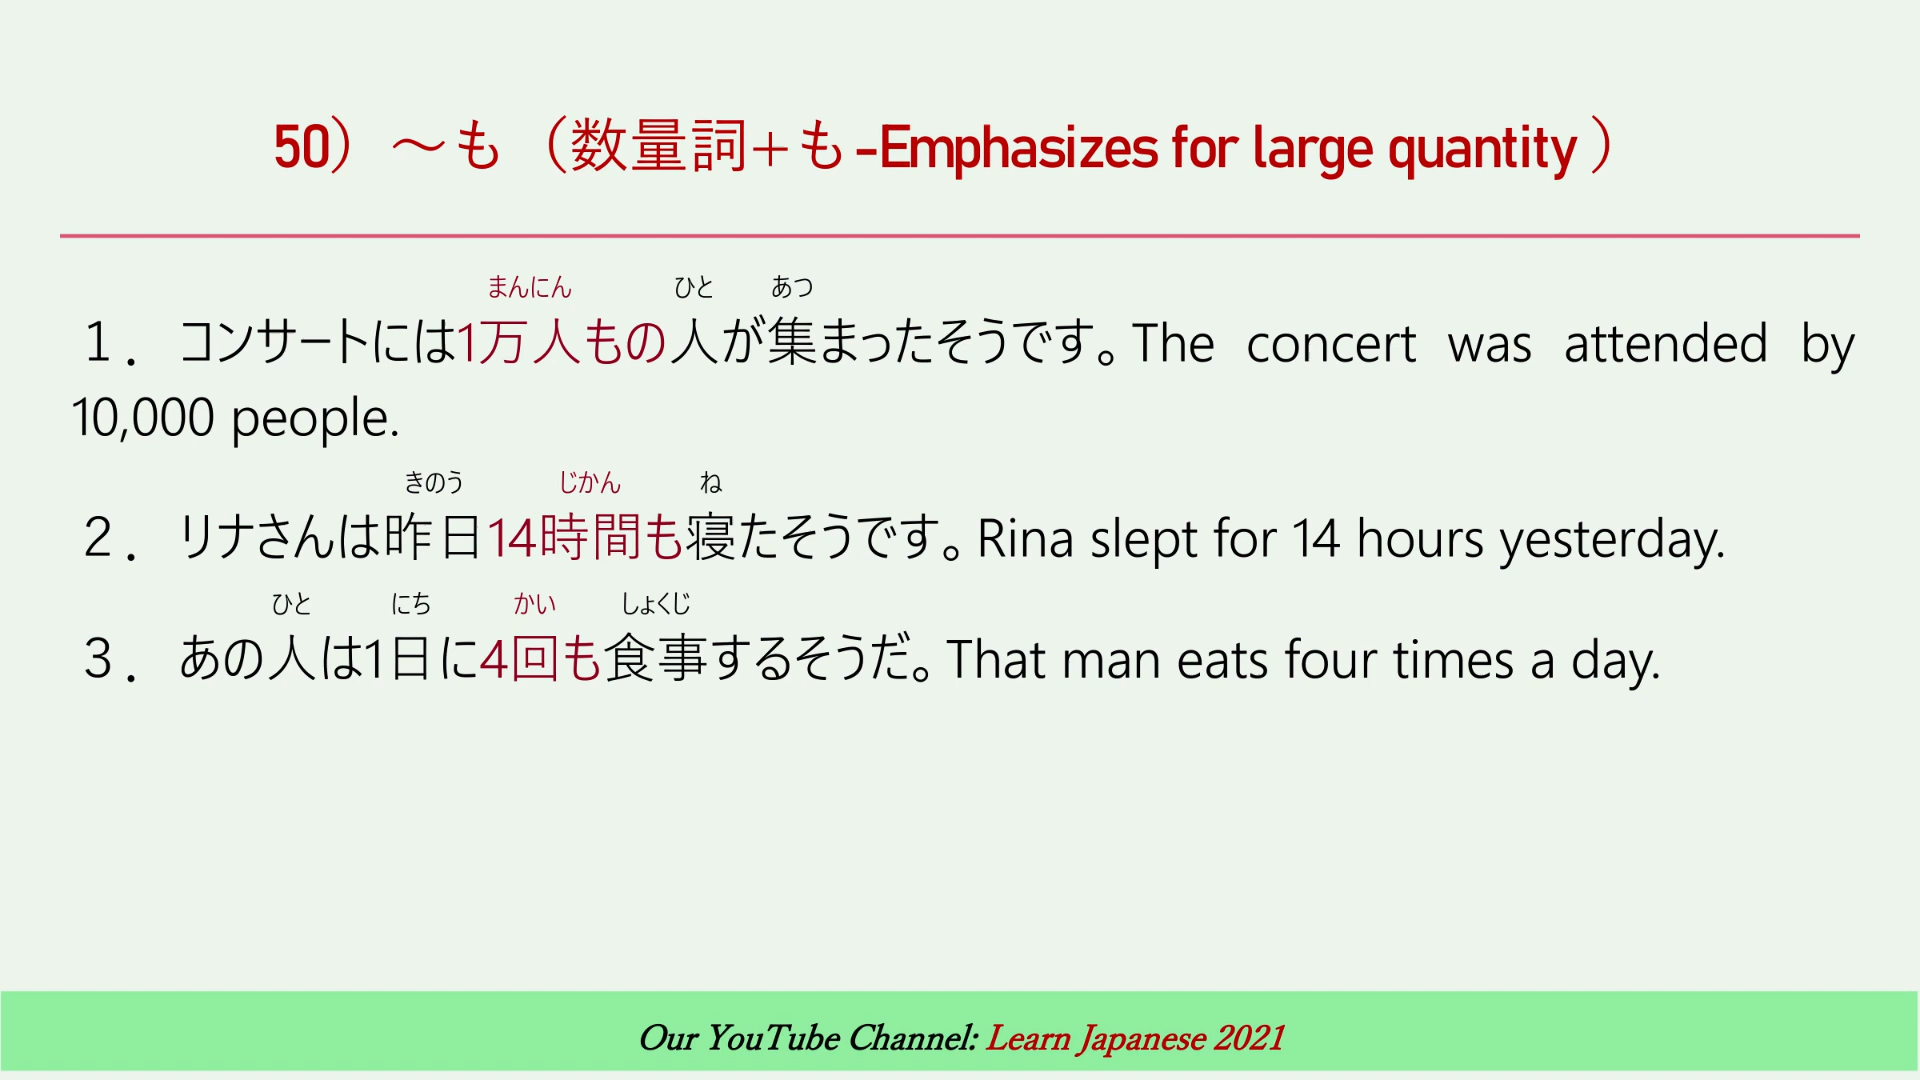 50）～も（数量詞+も-Emphasizes for large quantity）
まんにん ひと あつ
１．コンサートには1万人もの人が集まったそうです。The concert was attended by
10,000 people.
きのう じかん ね
２．リナさんは昨日14時間も寝たそうです。Rina slept for 14 hours yesterday.
ひと にち かい しょくじ
３．あの人は1日に4回も食事するそうだ。That man eats four times a day.
Our YouTube Channel: Learn Japanese 2021